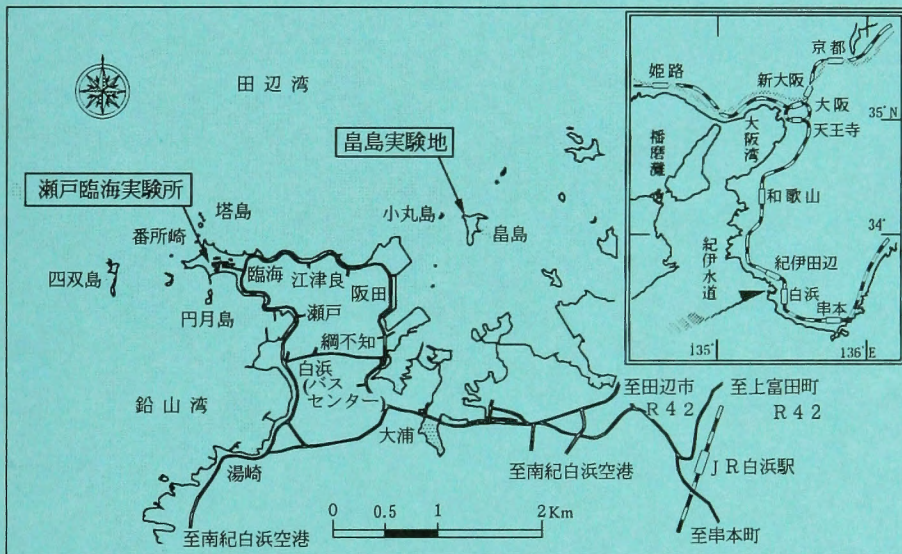 田辺湾
畠島実験地
瀬戸臨海実験所
塔島
番所崎
小丸島
畠島
四双島
臨海
江津良
阪田
円月島
瀬戸
綱不知
白浜
(バス
センター)
鉛山湾
大浦
湯崎
至田辺市
R42
至上富田町
R42
至南紀白浜空港
JR白浜駅
至串本町
至南紀白浜空港
0 0.5 1 2Km
京都
姫路
新大阪
大阪
35°N
天王寺
大阪湾
播磨灘
和歌山
34°
紀伊水道
紀伊田辺
白浜
串本
135°
136°E